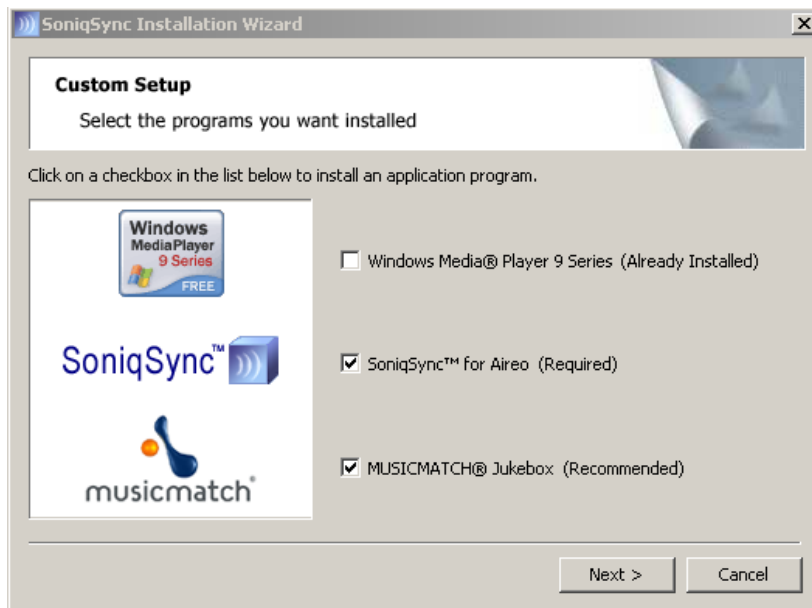 SoniqSync Installation Wizard
Custom Setup
Select the programs you want installed
Click on a checkbox in the list below to install an application program.
Windows
MediaPlayer
9 Series
FREE
Windows Media® Player 9 Series (Already Installed)
SoniqSync™
SoniqSync™ for Aireo (Required)
musicmatch®
MUSICMATCH® Jukebox (Recommended)
Next >
Cancel